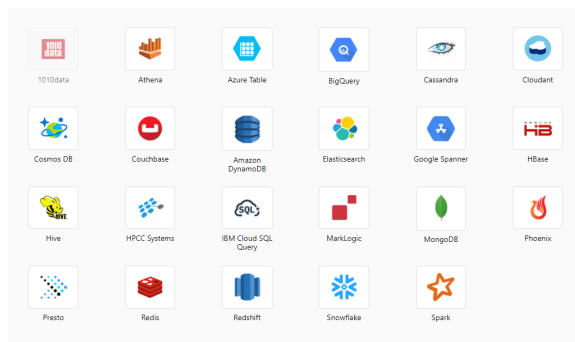 1010
data
1010data
Athena
Azure Table
BigQuery
Cassandra
Cloudant
Cosmos DB
Couchbase
Amazon
DynamoDB
Elasticsearch
Google Spanner
HB
HBase
HIVE
Hive
HPCC Systems
SQL
IBM Cloud SQL
Query
MarkLogic
MongoDB
Phoenix
Presto
Redis
Redshift
Snowflake
Spark